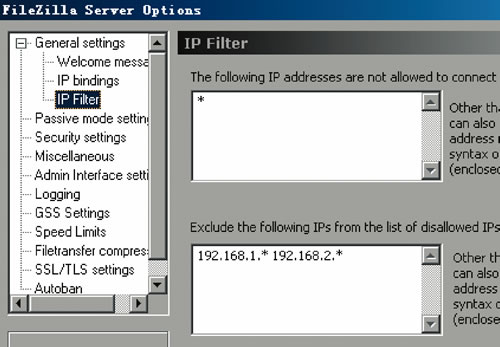 FileZilla Server Options
General settings
Welcome messa
IP bindings
IP Filter
Passive mode setting
Security settings
Miscellaneous
Admin Interface setti
Logging
GSS Settings
Speed Limits
Filetransfer compres
SSL/TLS settings
Autoban
IP Filter
The following IP addresses are not allowed to connect
*
Other tha
can also
address
syntax o
(enclosed
Exclude the following IPs from the list of disallowed IPs
192.168.1.* 192.168.2.*
Other th
can also
address
syntax o
(enclose